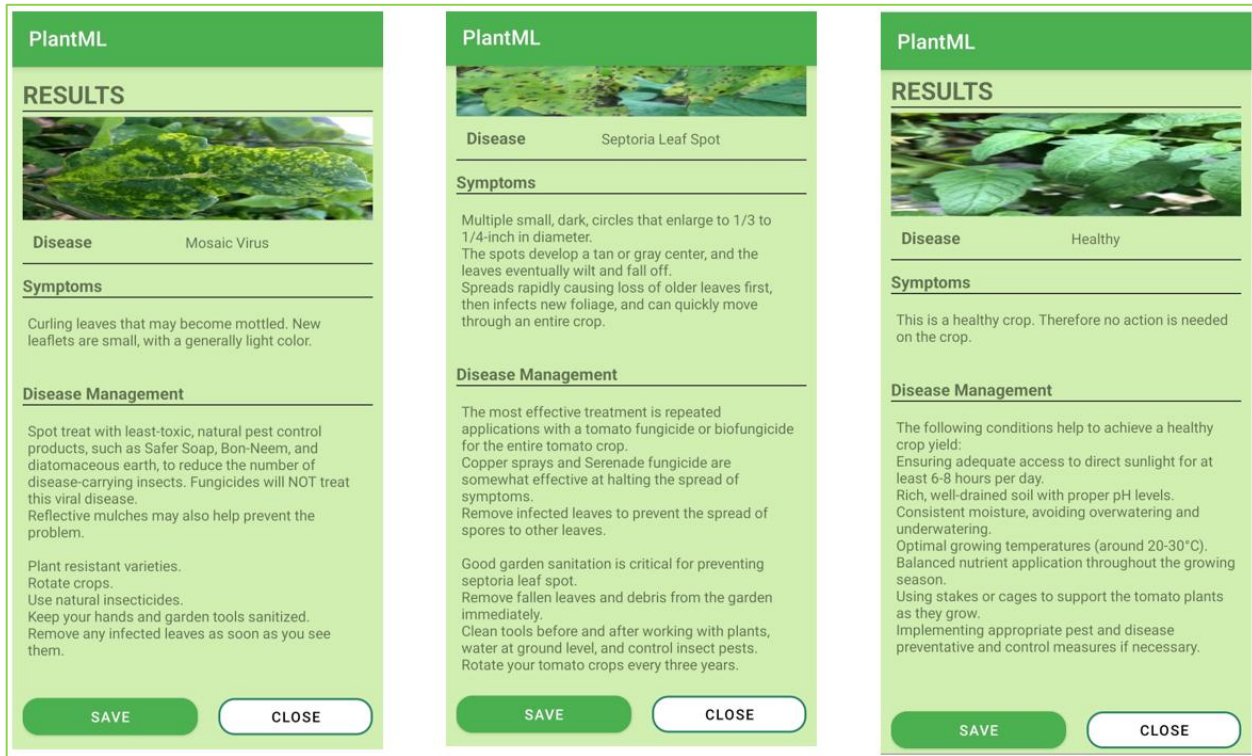 PlantML
RESULTS
Disease Mosaic Virus
Symptoms
Curling leaves that may become mottled. New
leaflets are small, with a generally light color.
Disease Management
Spot treat with least-toxic, natural pest control
products, such as Safer Soap, Bon-Neem, and
diatomaceous earth, to reduce the number of
disease-carrying insects. Fungicides will NOT treat
this viral disease.
Reflective mulches may also help prevent the
problem.
Plant resistant varieties.
Rotate crops.
Use natural insecticides.
Keep your hands and garden tools sanitized.
Remove any infected leaves as soon as you see
them.
SAVE CLOSE
PlantML
Disease Septoria Leaf Spot
Symptoms
Multiple small, dark, circles that enlarge to 1/3 to
1/4-inch in diameter.
The spots develop a tan or gray center, and the
leaves eventually wilt and fall off.
Spreads rapidly causing loss of older leaves first,
then infects new foliage, and can quickly move
through an entire crop.
Disease Management
The most effective treatment is repeated
applications with a tomato fungicide or biofungicide
for the entire tomato crop.
Copper sprays and Serenade fungicide are
somewhat effective at halting the spread of
symptoms.
Remove infected leaves to prevent the spread of
spores to other leaves.
Good garden sanitation is critical for preventing
septoria leaf spot.
Remove fallen leaves and debris from the garden
immediately.
Clean tools before and after working with plants,
water at ground level, and control insect pests.
Rotate your tomato crops every three years.
SAVE CLOSE
PlantML
RESULTS
Disease Healthy
Symptoms
This is a healthy crop. Therefore no action is needed
on the crop.
Disease Management
The following conditions help to achieve a healthy
crop yield:
Ensuring adequate access to direct sunlight for at
least 6-8 hours per day.
Rich, well-drained soil with proper pH levels.
Consistent moisture, avoiding overwatering and
underwatering.
Optimal growing temperatures (around 20-30°C).
Balanced nutrient application throughout the growing
season.
Using stakes or cages to support the tomato plants
as they grow.
Implementing appropriate pest and disease
preventative and control measures if necessary.
SAVE CLOSE